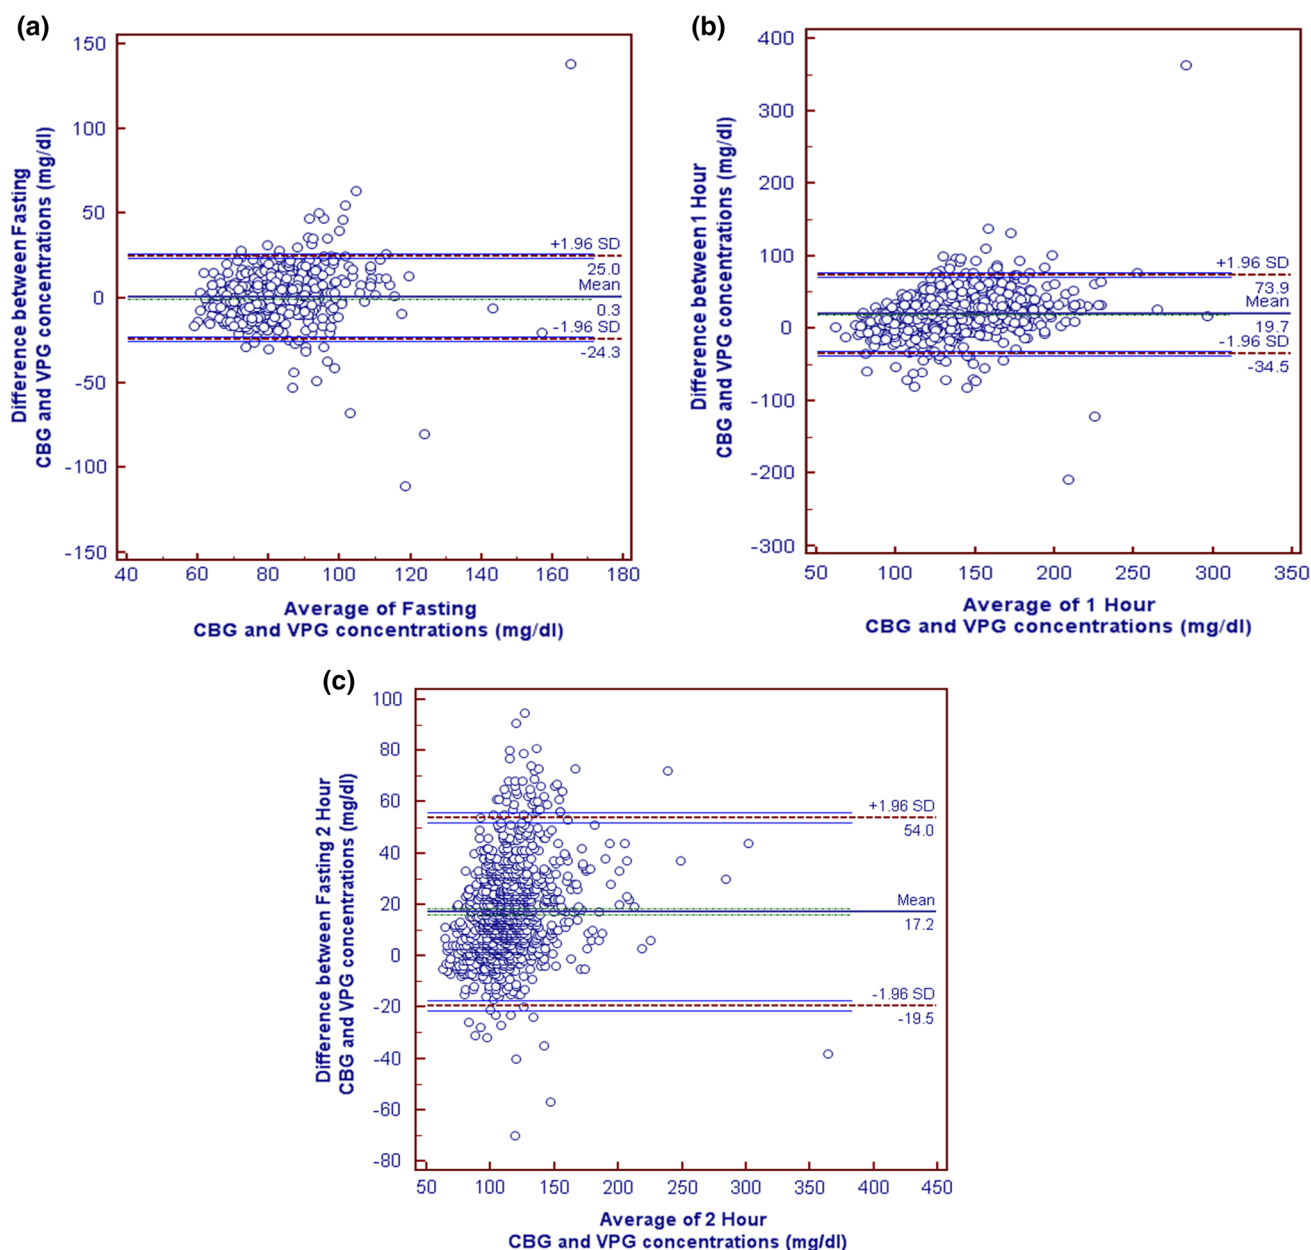 (a)
150
100
50
0
-50
-100
-150
40 60 80 100 120 140 160 180
Difference between Fasting
CBG and VPG concentrations (mg/dl)
+1.96 SD
25.0
Mean
0.3
-1.96 SD
-24.3
Average of Fasting
CBG and VPG concentrations (mg/dl)
(b)
400
300
200
100
0
-100
-200
-300
50 100 150 200 250 300 350
Difference between 1 Hour
CBG and VPG concentrations (mg/dl)
+1.96 SD
73.9
Mean
19.7
-1.96 SD
-34.5
Average of 1 Hour
CBG and VPG concentrations (mg/dl)
(c)
100
80
60
40
20
0
-20
-40
-60
-80
50 100 150 200 250 300 350 400 450
Difference between Fasting 2 Hour
CBG and VPG concentrations (mg/dl)
+1.96 SD
54.0
Mean
17.2
-1.96 SD
-19.5
Average of 2 Hour
CBG and VPG concentrations (mg/dl)